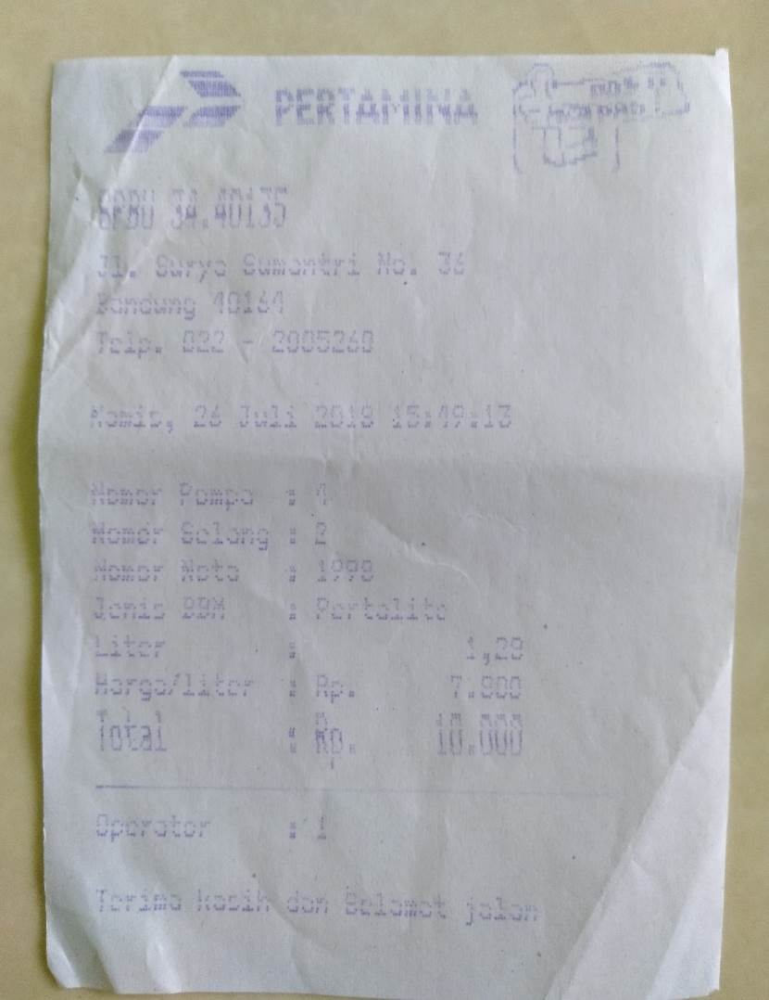 PERTAMINA
SPBU 34.40135
Jl. Surya Sumantri No. 36
Bandung 40164
Telp. 022 - 2005260
Kamis, 26 Juli 2018 15:49:13
Nomor Pompa : 4
Nomor Selang : 2
Nomor Nota : 1998
Jenis BBM : Pertalite
Liter : 1,28
Harga/liter : Rp. 7.800
Total : Rp. 10.000
Operator : 1
Terima kasih dan Selamat jalan